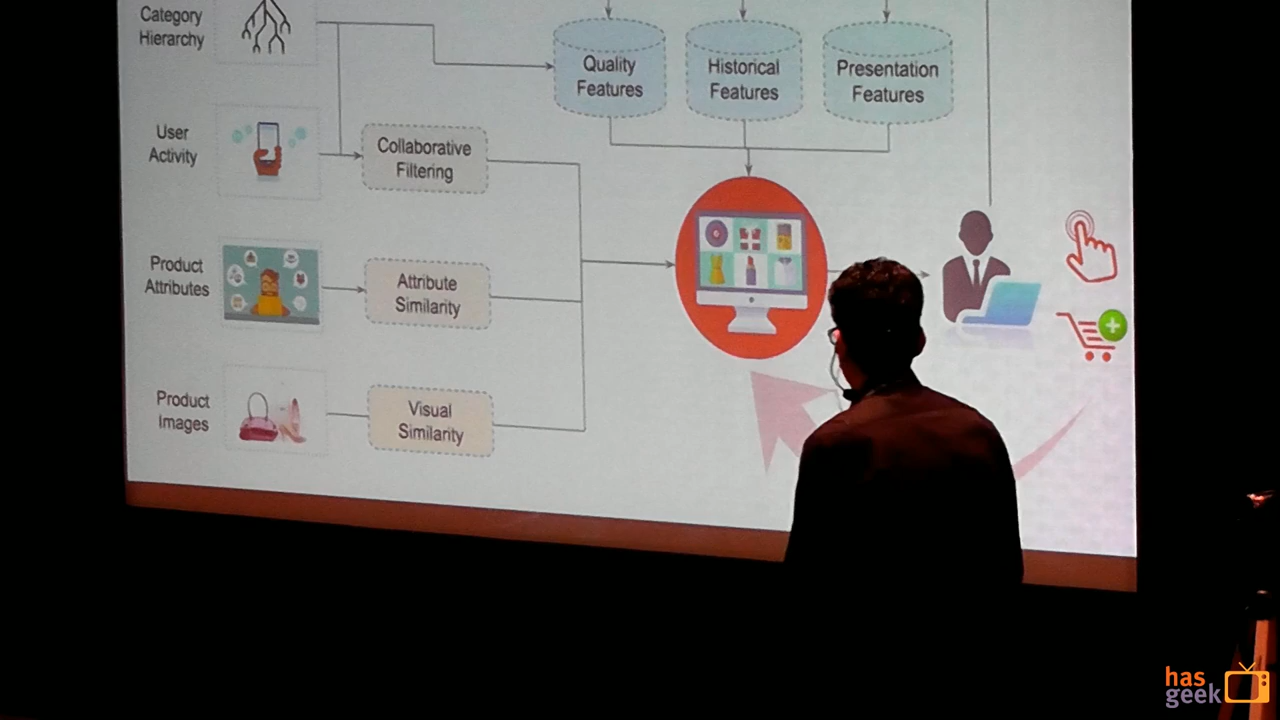 Category
Hierarchy
Quality
Features
Historical
Features
Presentation
Features
User
Activity
Collaborative
Filtering
Product
Attributes
Attribute
Similarity
Product
Images
Visual
Similarity
has
geek